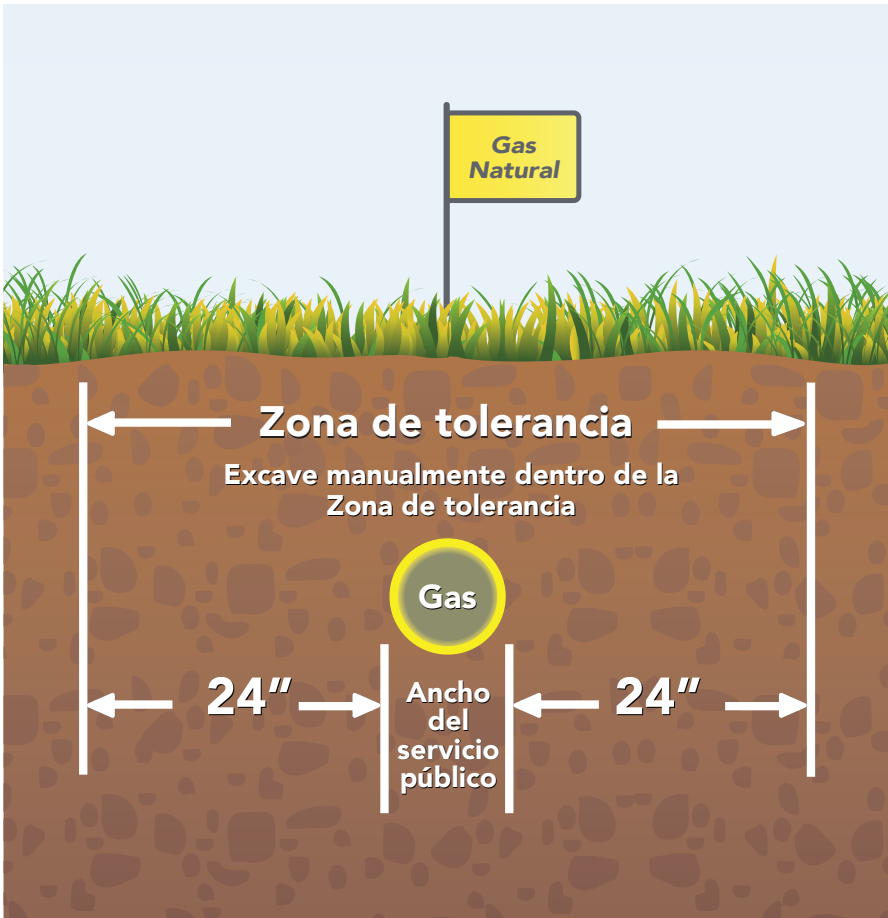 Gas
Natural
Zona de tolerancia
Excave manualmente dentro de la
Zona de tolerancia
Gas
24”
Ancho
del
servicio
público
24”